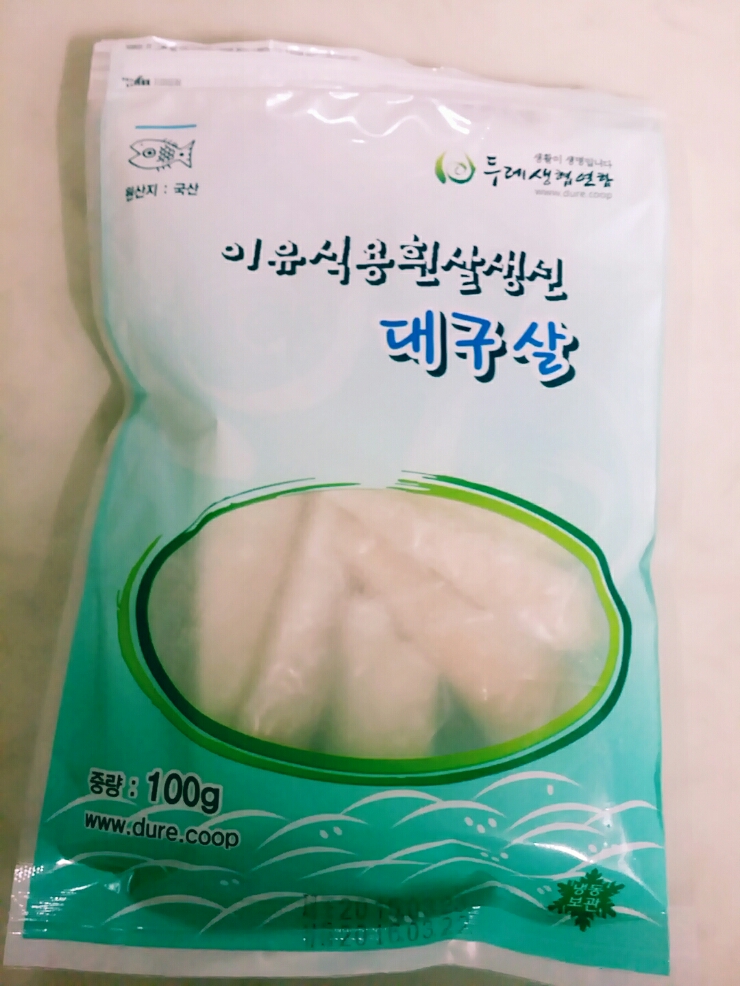 원산지 : 국산
생활이 생명입니다
두레생협연합
www.dure.coop
이유식용흰살생선
대구살
중량 : 100g
www.dure.coop
냉동
보관